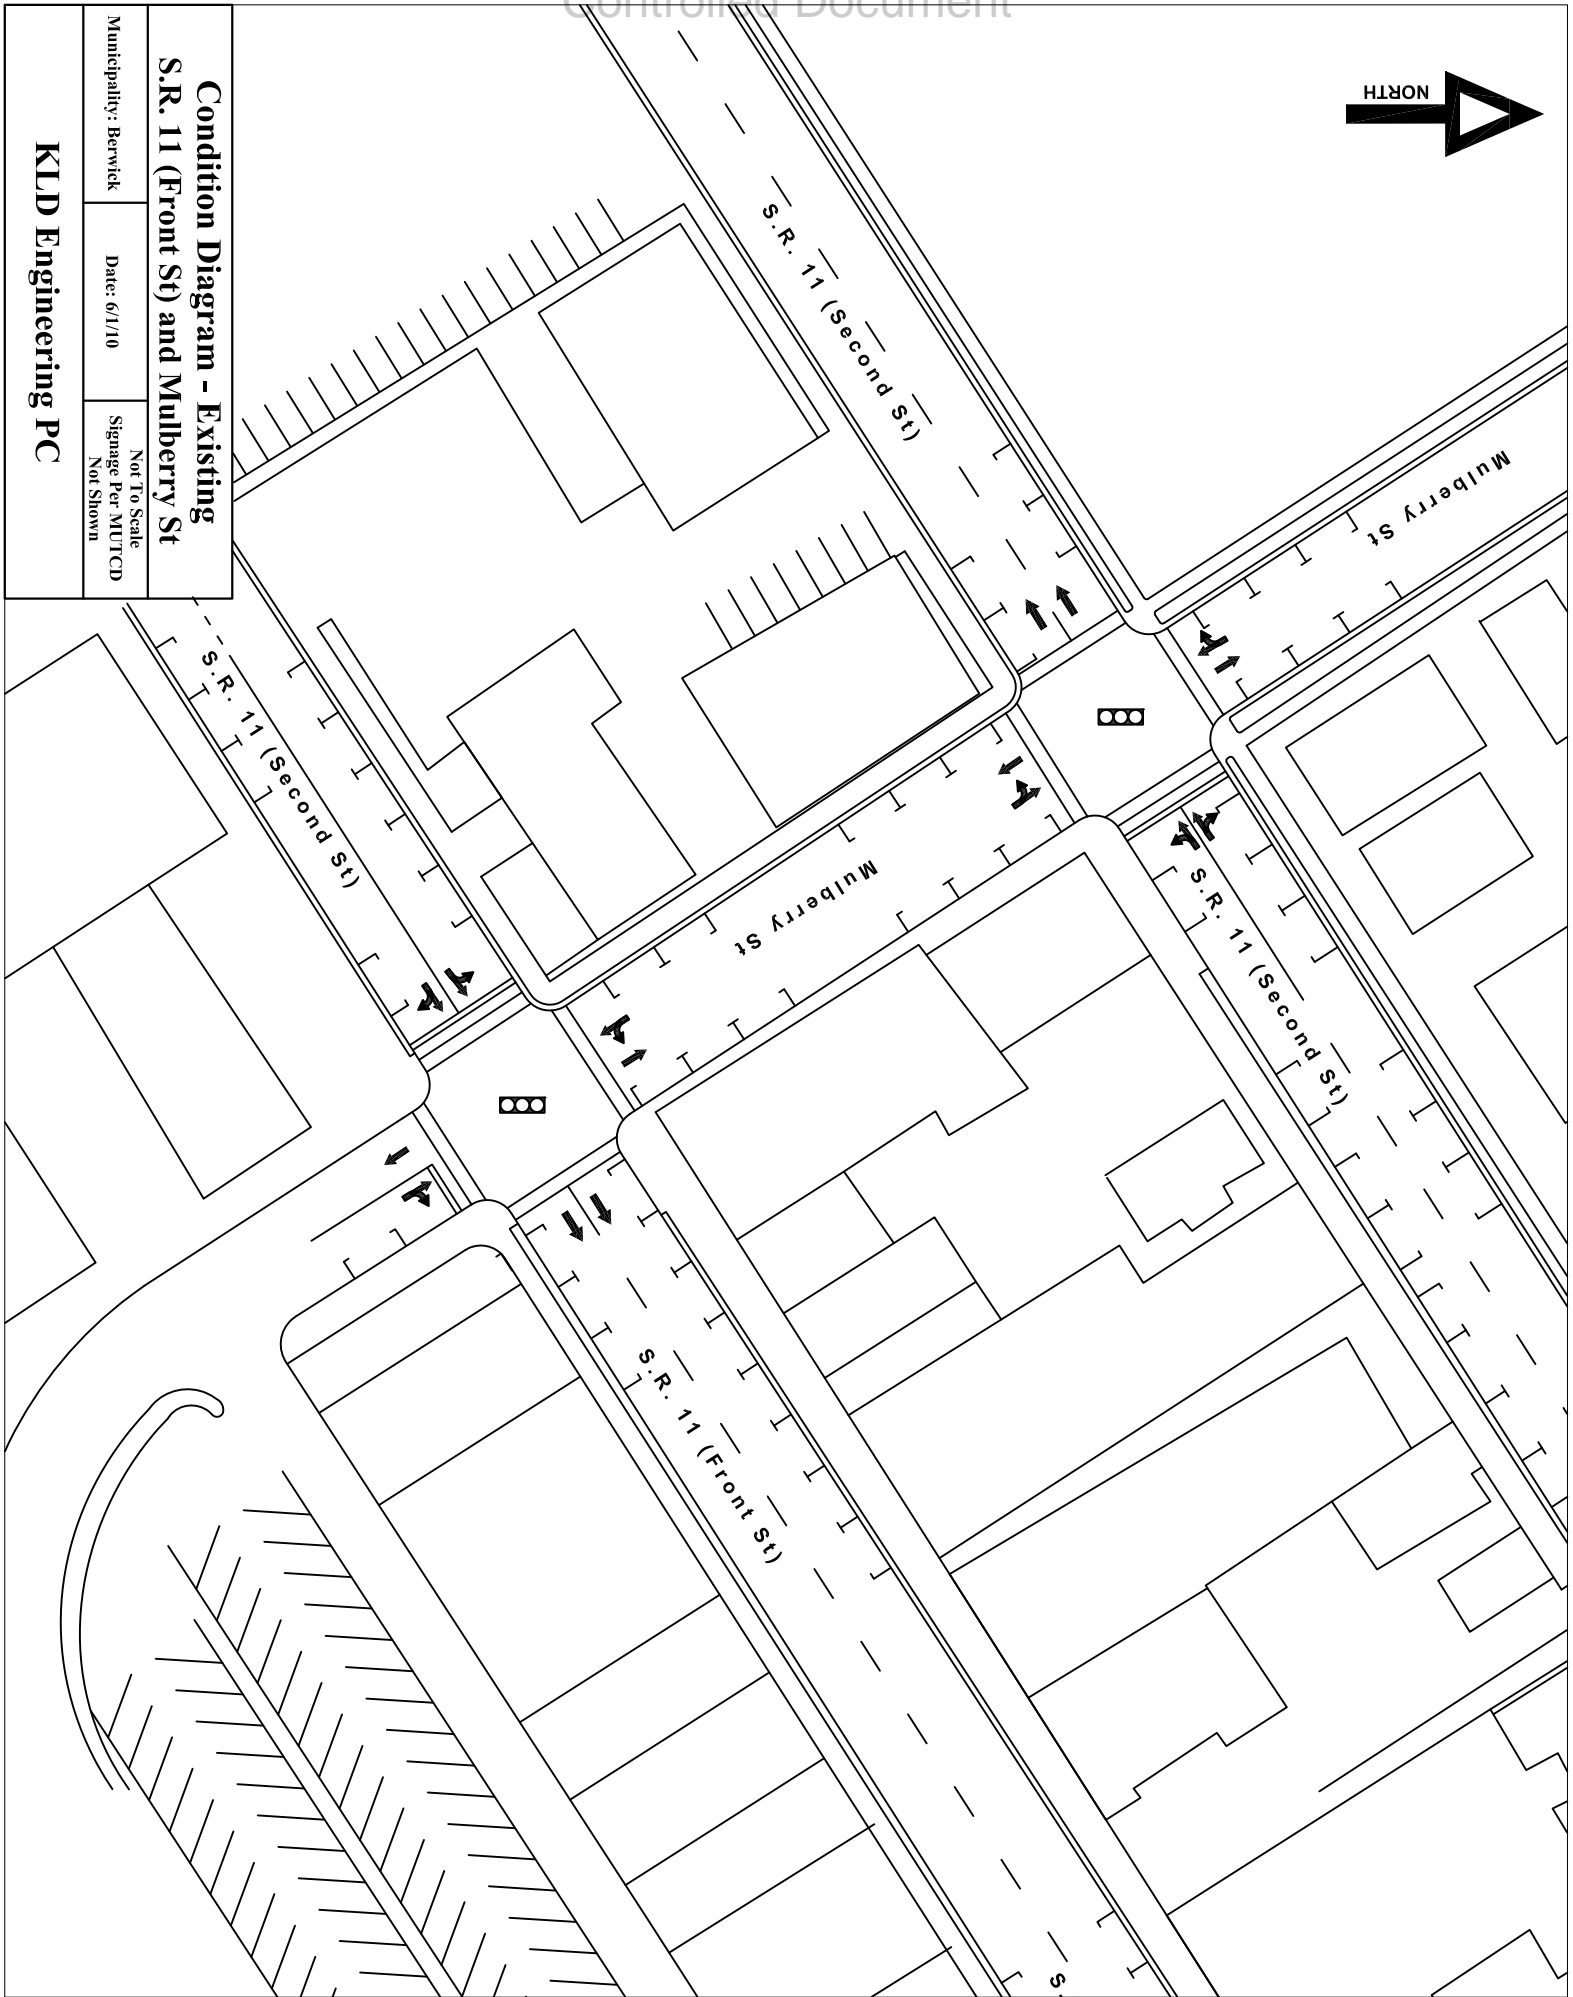 Controlled Document
NORTH
Mulberry St
S.R. 11 (Second St)
S.R. 11 (Second St)
Mulberry St
S.R. 11 (Second St)
S.R. 11 (Front St)
S.
Condition Diagram - Existing
S.R. 11 (Front St) and Mulberry St
Municipality: Berwick
Date: 6/1/10
Not To Scale
Signage Per MUTCD
Not Shown
KLD Engineering PC